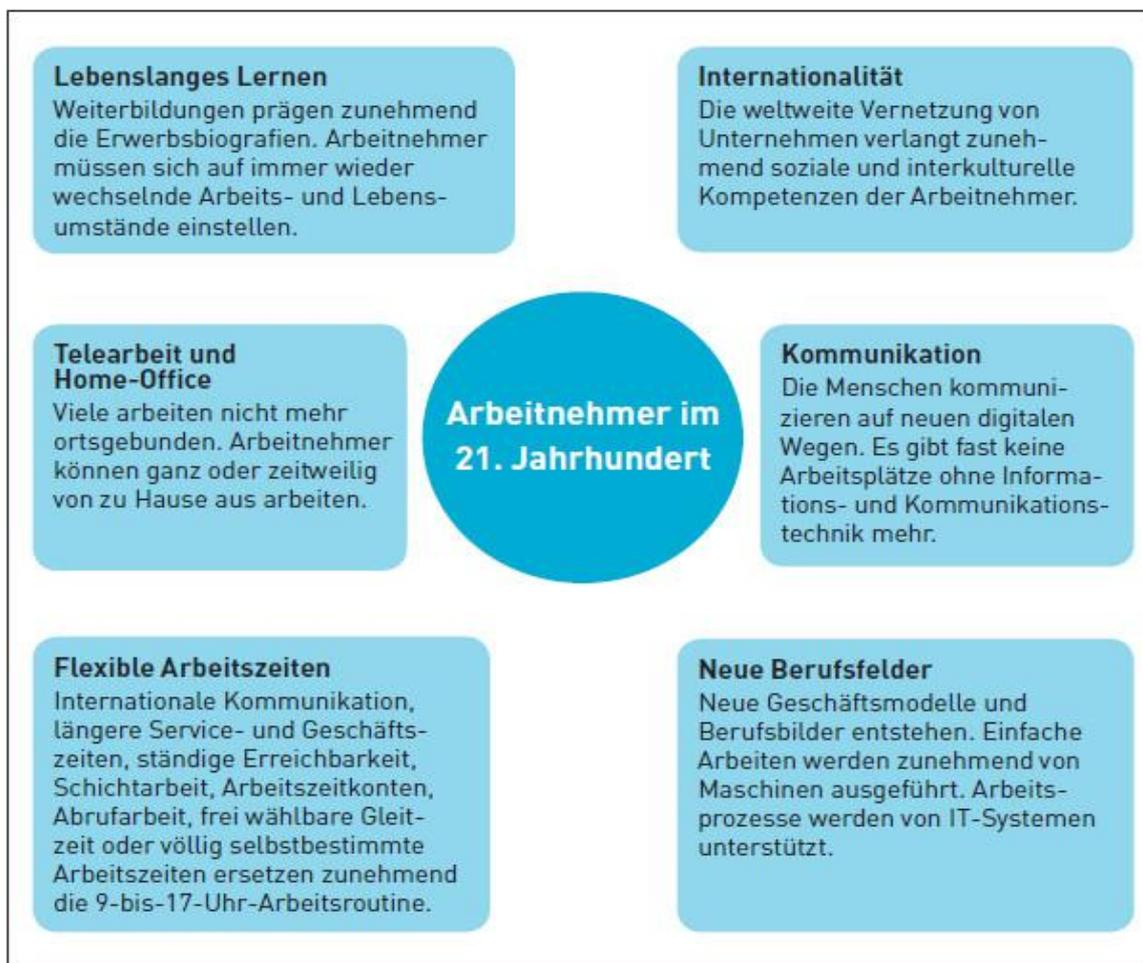 Lebenslanges Lernen
Weiterbildungen prägen zunehmend
die Erwerbsbiografien. Arbeitnehmer
müssen sich auf immer wieder
wechselnde Arbeits- und Lebens-
umstände einstellen.
Internationalität
Die weltweite Vernetzung von
Unternehmen verlangt zuneh-
mend soziale und interkulturelle
Kompetenzen der Arbeitnehmer.
Telearbeit und
Home-Office
Viele arbeiten nicht mehr
ortsgebunden. Arbeitnehmer
können ganz oder zeitweilig
von zu Hause aus arbeiten.
Arbeitnehmer im
21. Jahrhundert
Kommunikation
Die Menschen kommuni-
zieren auf neuen digitalen
Wegen. Es gibt fast keine
Arbeitsplätze ohne Informa-
tions- und Kommunikations-
technik mehr.
Flexible Arbeitszeiten
Internationale Kommunikation,
längere Service- und Geschäfts-
zeiten, ständige Erreichbarkeit,
Schichtarbeit, Arbeitszeitkonten,
Abrufarbeit, frei wählbare Gleit-
zeit oder völlig selbstbestimmte
Arbeitszeiten ersetzen zunehmend
die 9-bis-17-Uhr-Arbeitsroutine.
Neue Berufsfelder
Neue Geschäftsmodelle und
Berufsbilder entstehen. Einfache
Arbeiten werden zunehmend von
Maschinen ausgeführt. Arbeits-
prozesse werden von IT-Systemen
unterstützt.